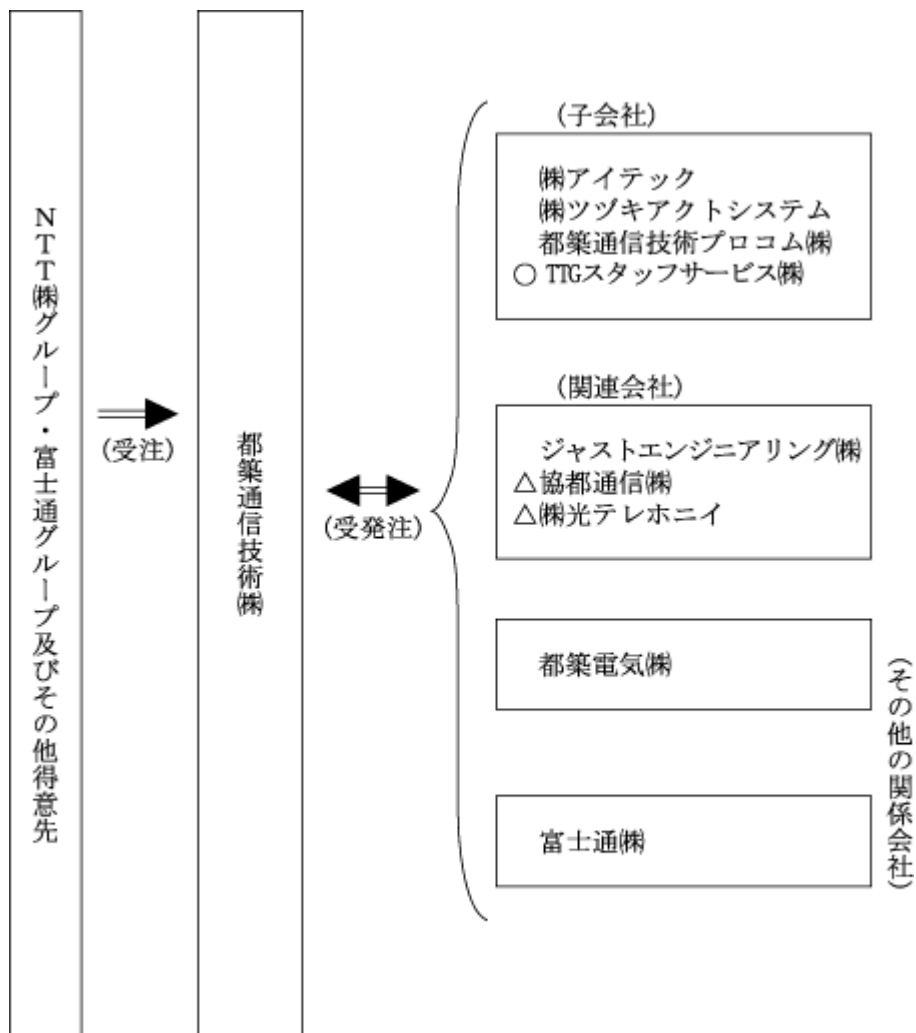 NTT㈱グループ・富士通グループ及びその他得意先
(受注)
都築通信技術㈱
(受発注)
(子会社)
㈱アイテック
㈱ツヅキアクトシステム
都築通信技術プロコム㈱
○ TTGスタッフサービス㈱
(関連会社)
ジャストエンジニアリング㈱
△協都通信㈱
△㈱光テレホニイ
都築電気㈱
富士通㈱
(その他の関係会社)